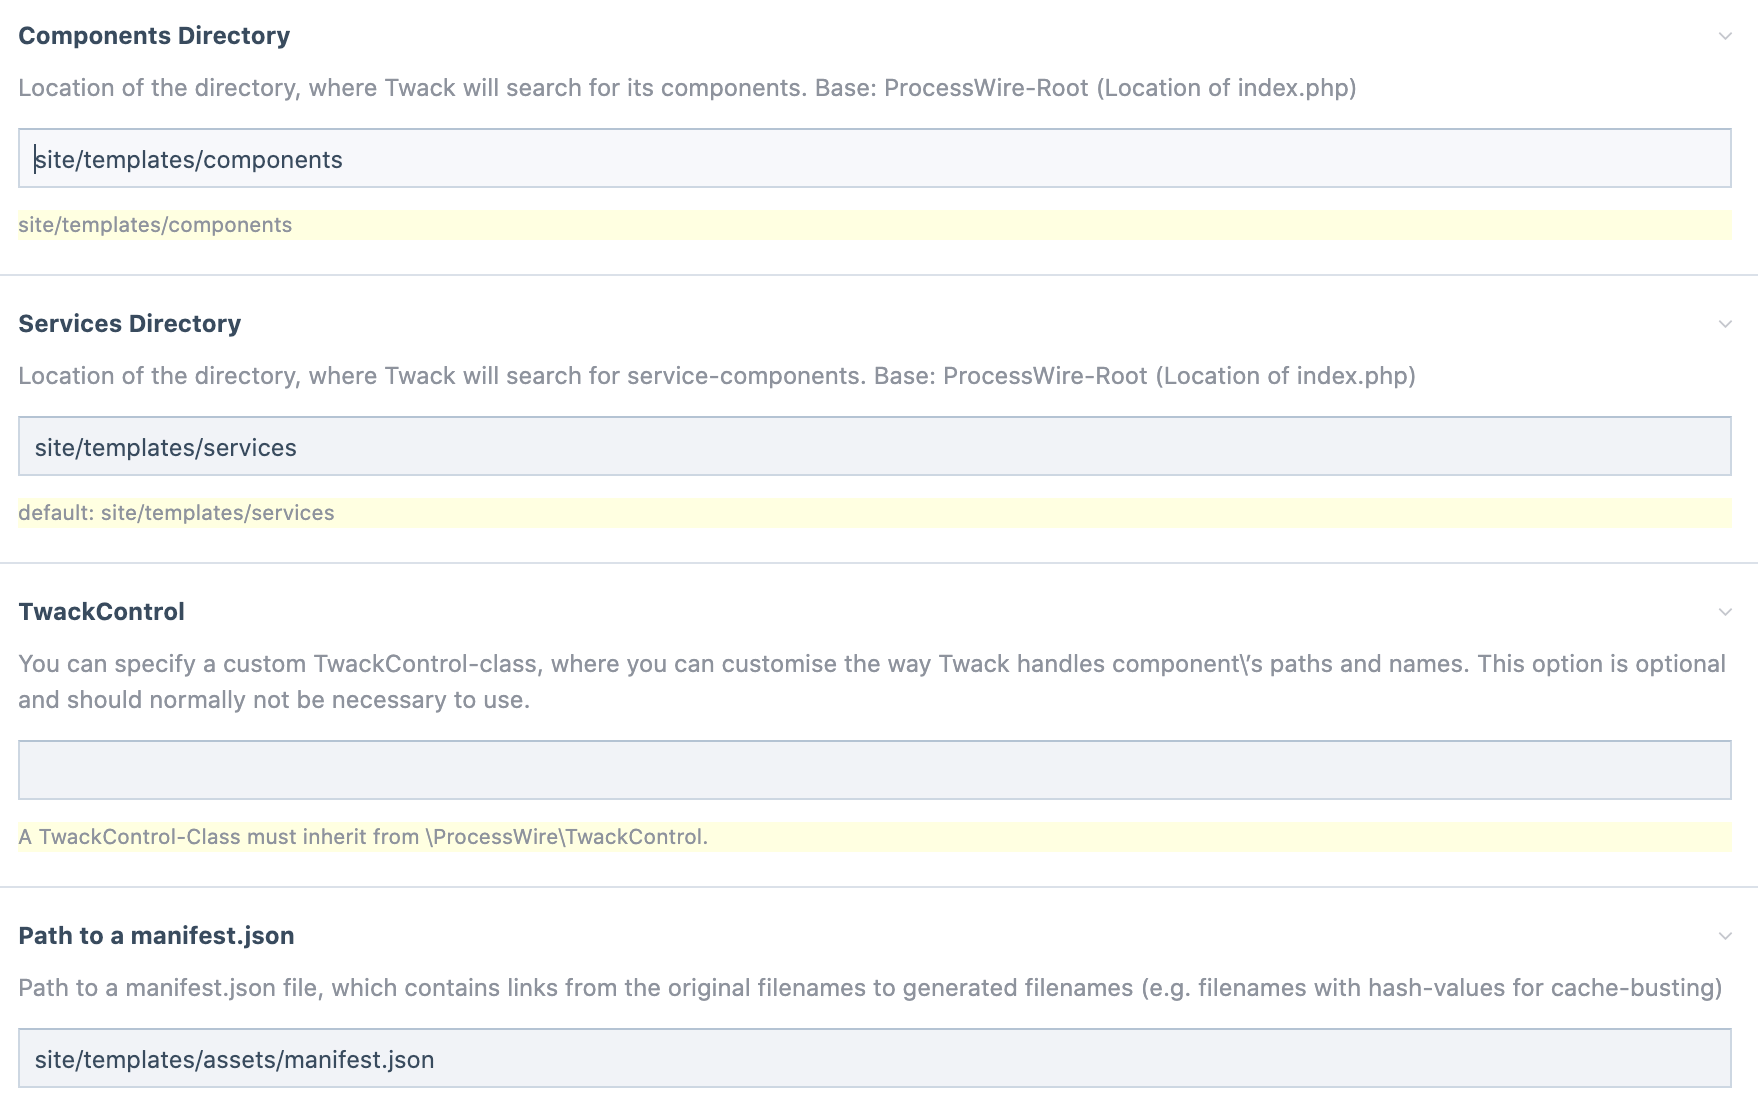 Components Directory
Location of the directory, where Twack will search for its components. Base: ProcessWire-Root (Location of index.php)
site/templates/components
site/templates/components
Services Directory
Location of the directory, where Twack will search for service-components. Base: ProcessWire-Root (Location of index.php)
site/templates/services
default: site/templates/services
TwackControl
You can specify a custom TwackControl-class, where you can customise the way Twack handles component\’s paths and names. This option is optional
and should normally not be necessary to use.
A TwackControl-Class must inherit from \ProcessWire\TwackControl.
Path to a manifest.json
Path to a manifest.json file, which contains links from the original filenames to generated filenames (e.g. filenames with hash-values for cache-busting)
site/templates/assets/manifest.json